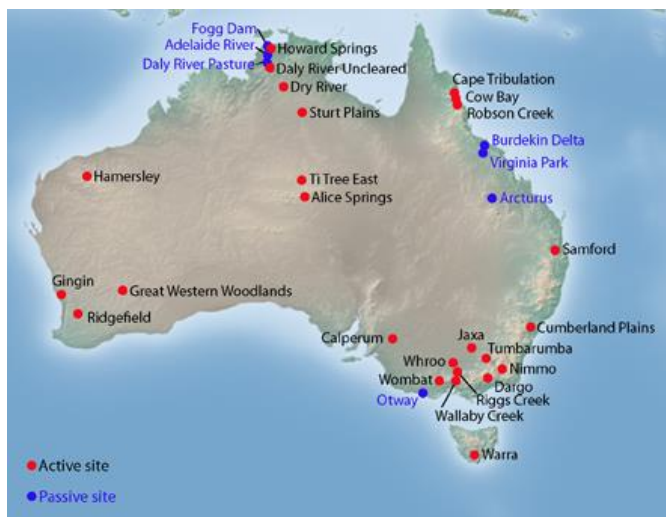 Fogg Dam
Adelaide River
Howard Springs
Daly River Pasture
Daly River Uncleared
Dry River
Cape Tribulation
Cow Bay
Robson Creek
Sturt Plains
Burdekin Delta
Virginia Park
Hamersley
Ti Tree East
Alice Springs
Arcturus
Samford
Gingin
Great Western Woodlands
Ridgefield
Cumberland Plains
Calperum
Jaxa
Tumbarumba
Whroo
Nimmo
Wombat
Dargo
Otway
Riggs Creek
Wallaby Creek
Warra
Active site
Passive site